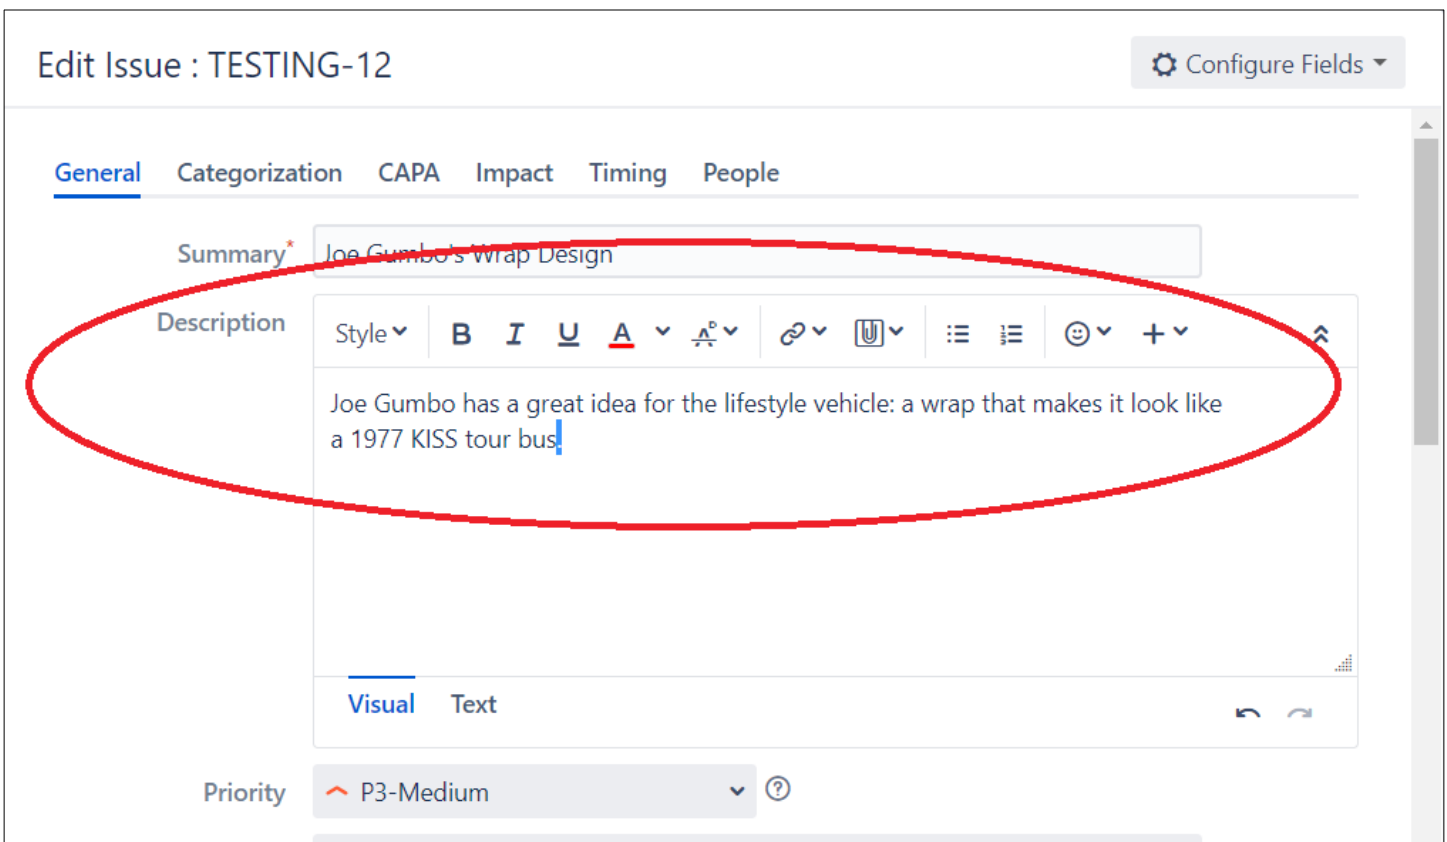 Edit Issue : TESTING-12
Configure Fields
General Categorization CAPA Impact Timing People
Summary* Joe Gumbo's Wrap Design
Description
Style B I U A
Joe Gumbo has a great idea for the lifestyle vehicle: a wrap that makes it look like
a 1977 KISS tour bus.
Visual Text
Priority P3-Medium